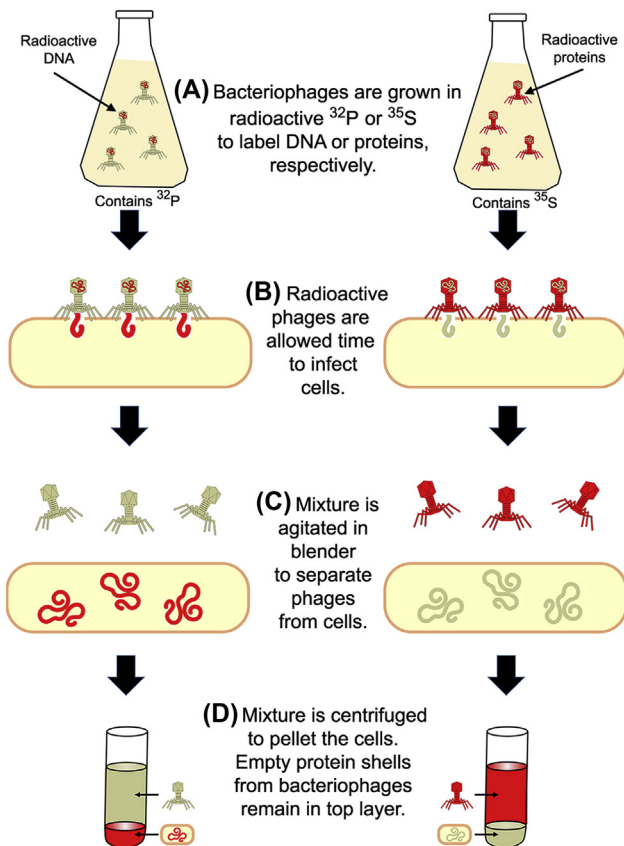 Radioactive
DNA
Radioactive
proteins
(A) Bacteriophages are grown in
radioactive ³²P or ³⁵S
to label DNA or proteins,
respectively.
Contains ³²P
Contains ³⁵S
(B) Radioactive
phages are
allowed time
to infect
cells.
(C) Mixture is
agitated in
blender
to separate
phages
from cells.
(D) Mixture is centrifuged
to pellet the cells.
Empty protein shells
from bacteriophages
remain in top layer.